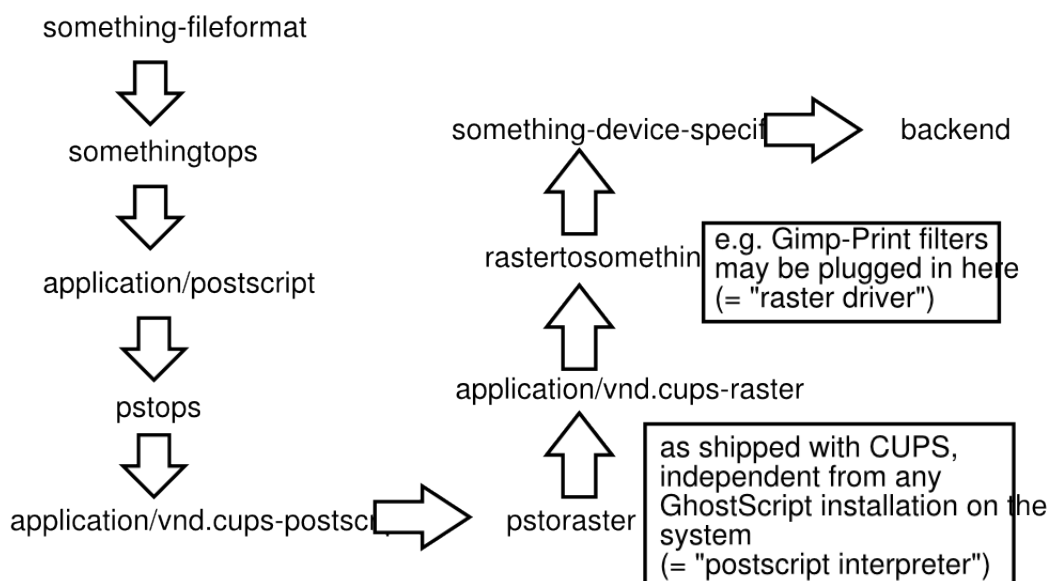 something-fileformat
somethingtops
application/postscript
pstops
application/vnd.cups-postsc
pstoraster
as shipped with CUPS,
independent from any
GhostScript installation on the
system
(= "postscript interpreter")
application/vnd.cups-raster
rastertosomethin
e.g. Gimp-Print filters
may be plugged in here
(= "raster driver")
something-device-specif
backend